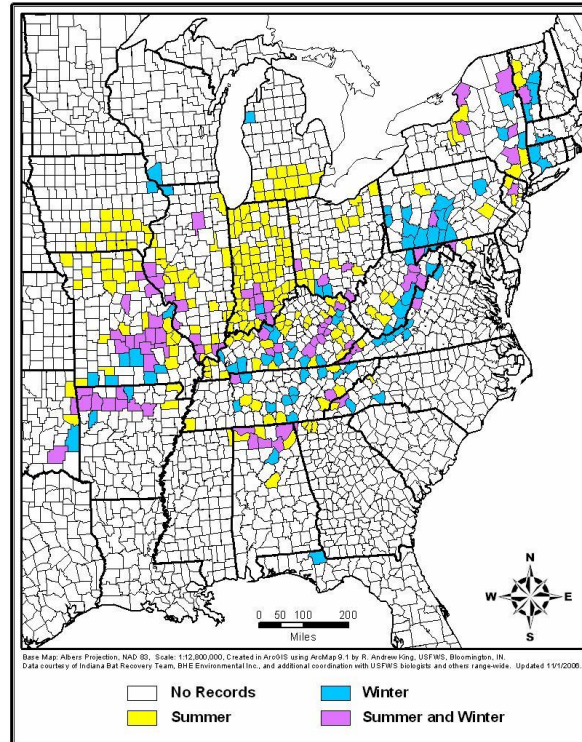 N
W E
S
0 50 100 200
Miles
Base Map: Albers Projection, NAD 83, Scale: 1:12,800,000, Created in ArcGIS using ArcMap 9.1 by R. Andrew King, USFWS, Bloomington, IN.
Data courtesy of Indiana Bat Recovery Team, BHE Environmental Inc., and additional coordination with USFWS biologists and others range-wide. Updated 11/1/2006.
No Records Winter
Summer Summer and Winter